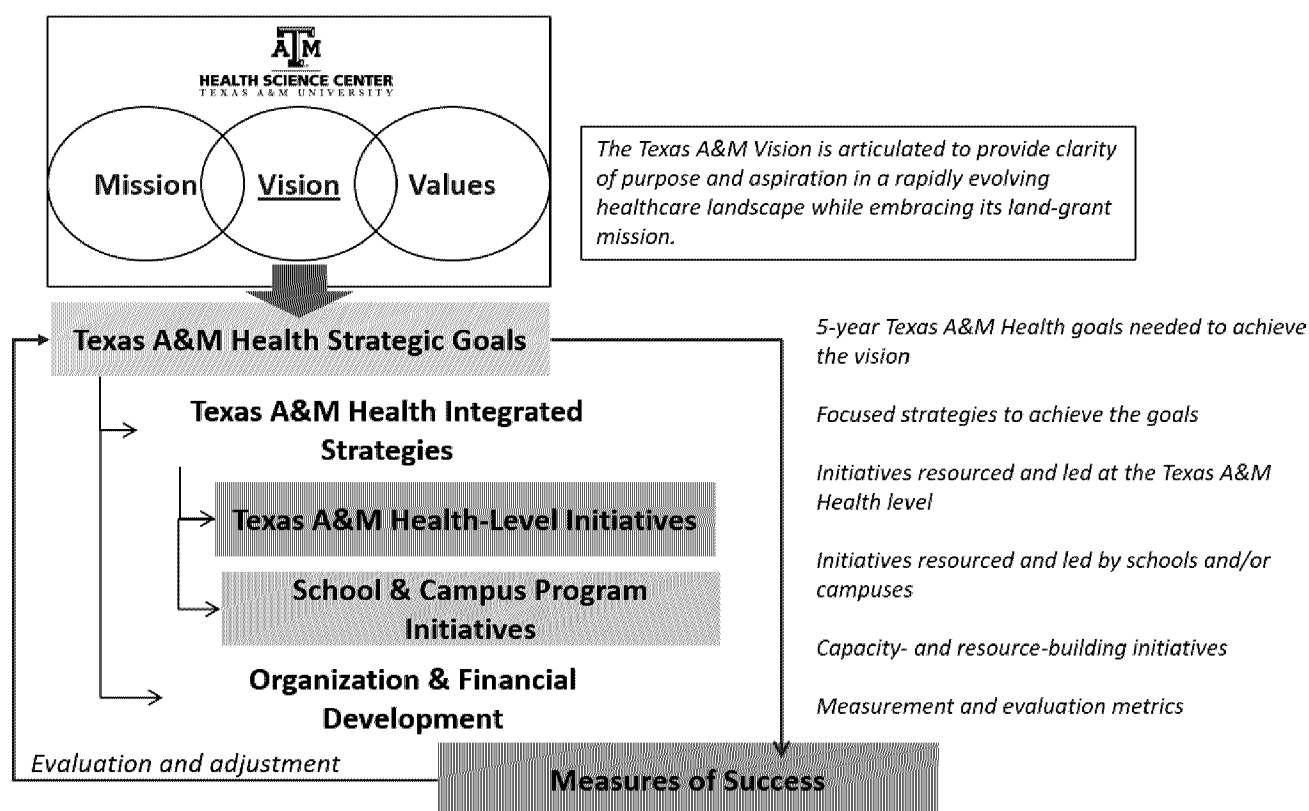 A T M
HEALTH SCIENCE CENTER
TEXAS A&M UNIVERSITY
Mission
Vision
Values
The Texas A&M Vision is articulated to provide clarity
of purpose and aspiration in a rapidly evolving
healthcare landscape while embracing its land-grant
mission.
Texas A&M Health Strategic Goals
5-year Texas A&M Health goals needed to achieve
the vision
Texas A&M Health Integrated
Strategies
Focused strategies to achieve the goals
Texas A&M Health-Level Initiatives
Initiatives resourced and led at the Texas A&M
Health level
School & Campus Program
Initiatives
Initiatives resourced and led by schools and/or
campuses
Organization & Financial
Development
Capacity- and resource-building initiatives
Measurement and evaluation metrics
Evaluation and adjustment
Measures of Success